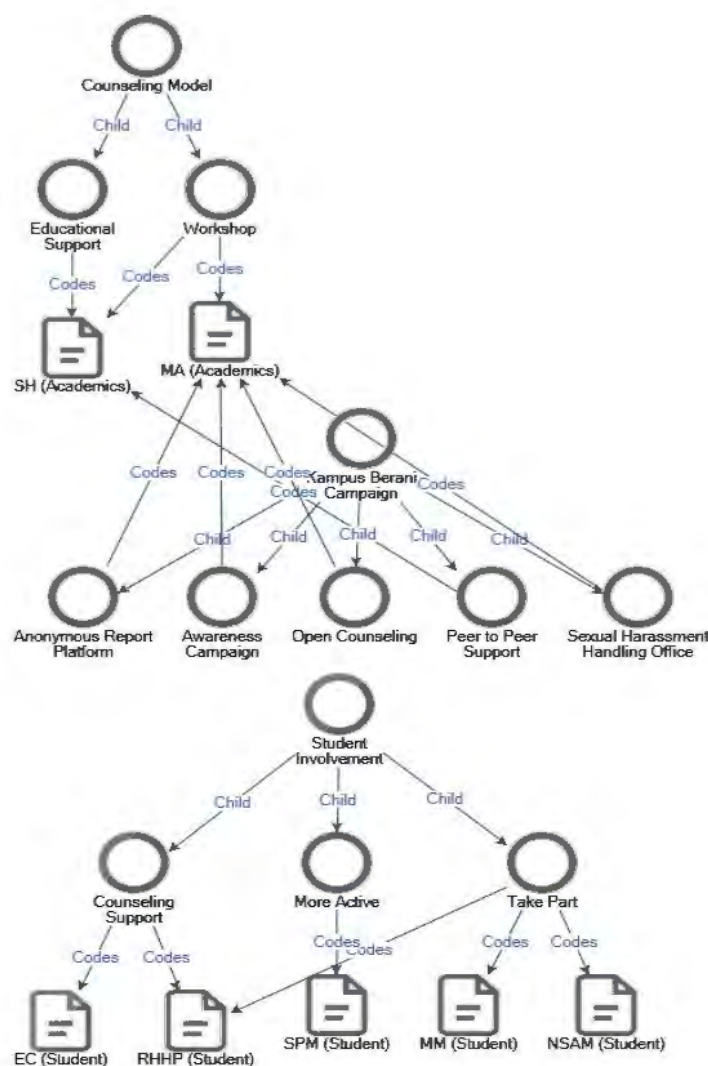 Counseling Model
Child
Child
Educational
Support
Workshop
Codes
Codes
Codes
SH (Academics)
MA (Academics)
Kampus Berani
Campaign
Codes
Codes
Codes
Codes
Codes
Child
Child
Child
Child
Child
Anonymous Report
Platform
Awareness
Campaign
Open Counseling
Peer to Peer
Support
Sexual Harassment
Handling Office
Student
Involvement
Child
Child
Child
Counseling
Support
More Active
Take Part
Codes
Codes
Codes
Codes
Codes
Codes
EC (Student)
RHHP (Student)
SPM (Student)
MM (Student)
NSAM (Student)